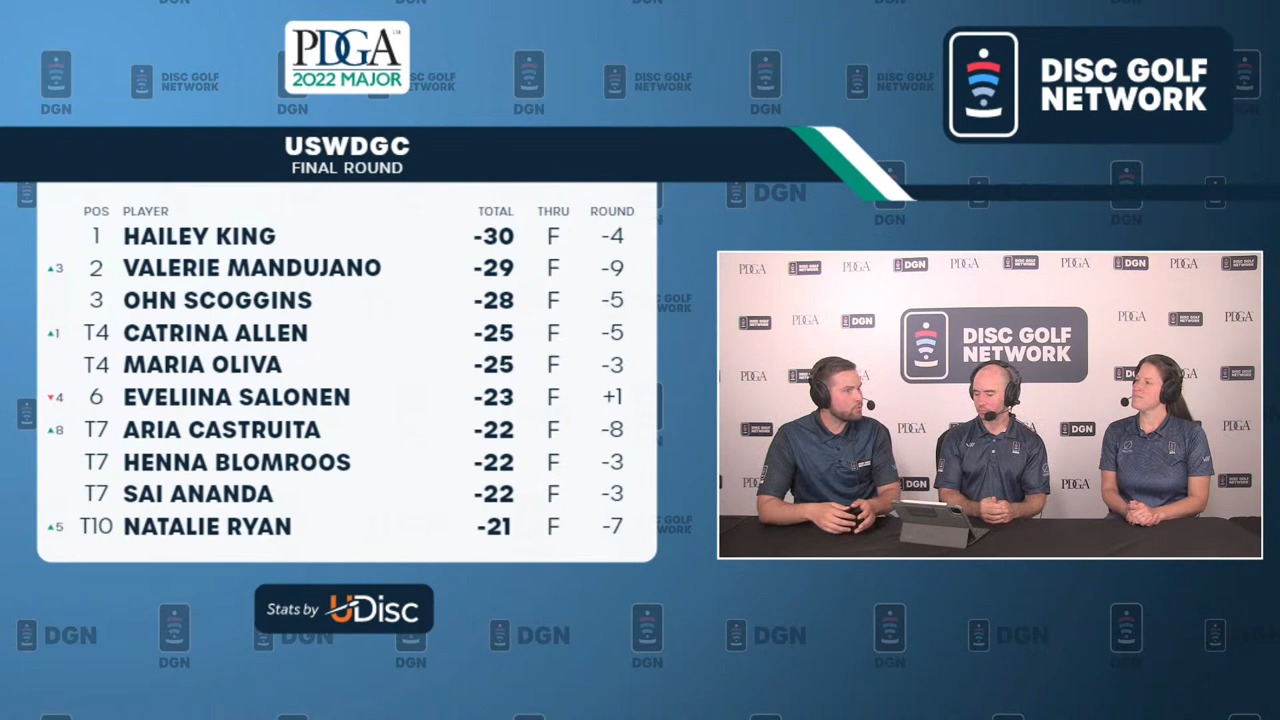 PDGA
2022 MAJOR
DISC GOLF
NETWORK
USWDGC
FINAL ROUND
POS PLAYER TOTAL THRU ROUND
1 HAILEY KING -30 F -4
▲3 2 VALERIE MANDUJANO -29 F -9
3 OHN SCOGGINS -28 F -5
▲1 T4 CATRINA ALLEN -25 F -5
T4 MARIA OLIVA -25 F -3
▼4 6 EVELIINA SALONEN -23 F +1
▲8 T7 ARIA CASTRUITA -22 F -8
T7 HENNA BLOMROOS -22 F -3
T7 SAI ANANDA -22 F -3
▲5 T10 NATALIE RYAN -21 F -7
Stats by UDisc
DISC GOLF
NETWORK
PDGA
DGN